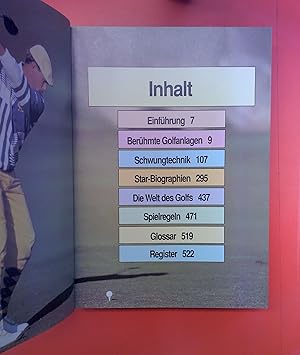 Inhalt
Einführung 7
Berühmte Golfanlagen 9
Schwungtechnik 107
Star-Biographien 295
Die Welt des Golfs 437
Spielregeln 471
Glossar 519
Register 522